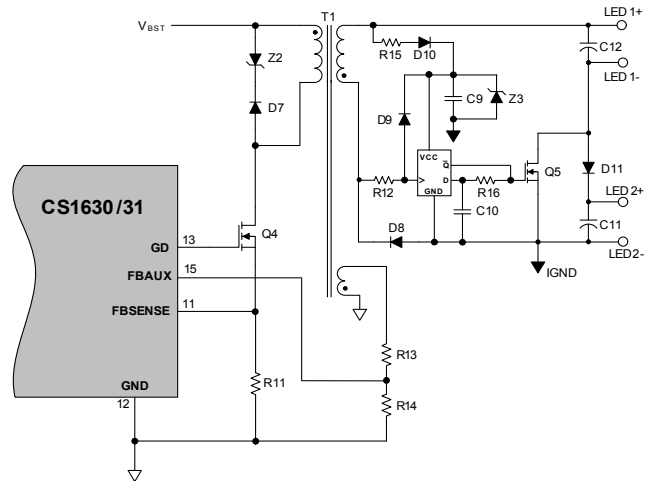 LED 1+
V_BST
T1
Z2
R15
D10
C12
LED 1-
C9
Z3
D7
D9
VCC
Q̅
D
GND
R12
R16
Q5
D11
C10
LED 2+
CS1630/31
D8
C11
LED2-
GD
13
Q4
IGND
FBAUX
15
FBSENSE
11
R13
R11
R14
GND
12